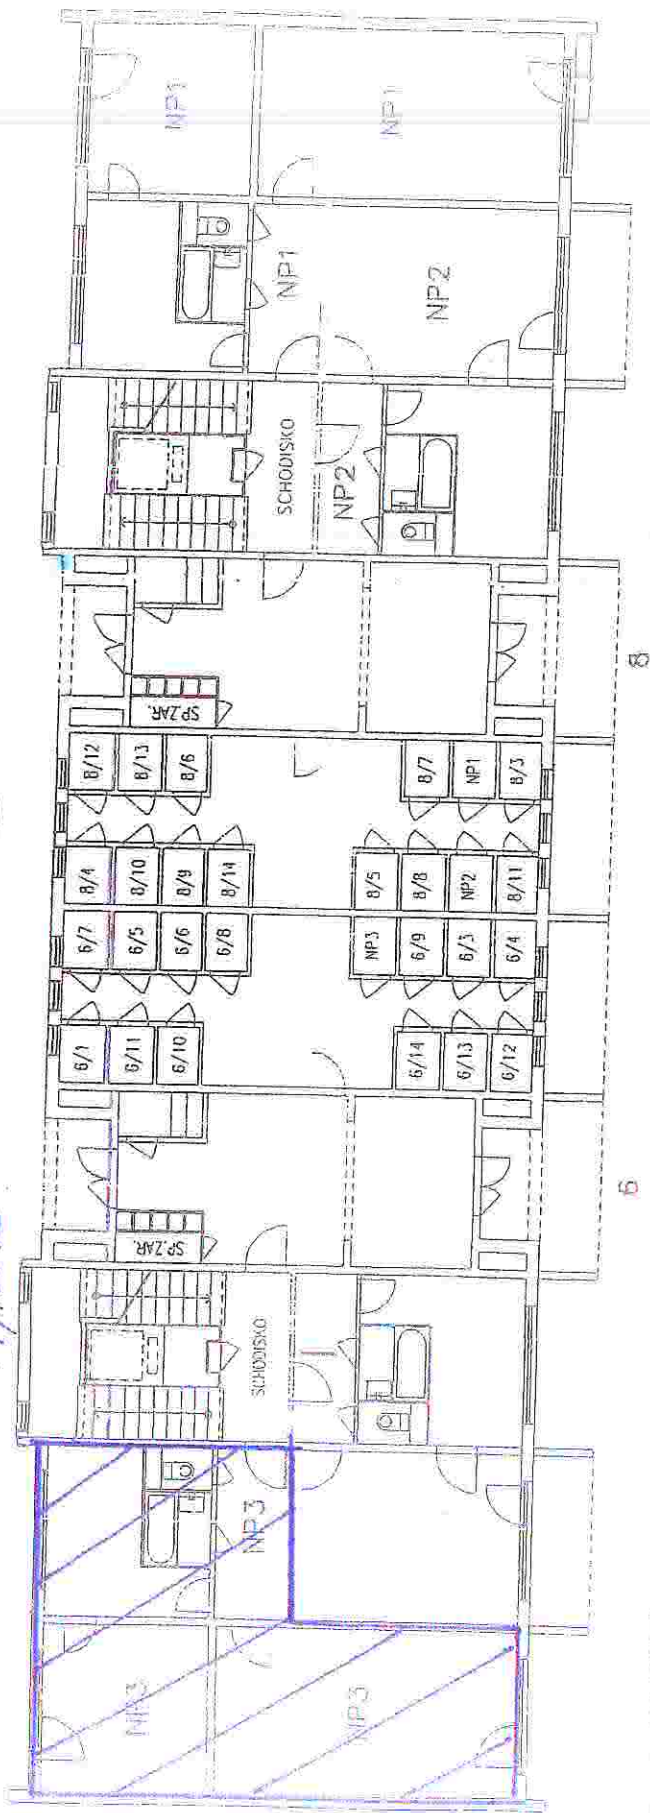 NP1
NP1
NP1
NP2
SCHODISKO
NP2
SP.ZAR.
8
8/12
8/13
8/6
8/7
NP1
8/3
8/4
8/10
8/9
8/14
8/5
8/8
NP2
8/11
6/7
6/5
6/6
6/8
NP3
6/9
6/3
6/4
6/1
6/11
6/10
6/14
6/13
6/12
6
SP.ZAR.
SCHODISKO
NP3
NP3
NP3